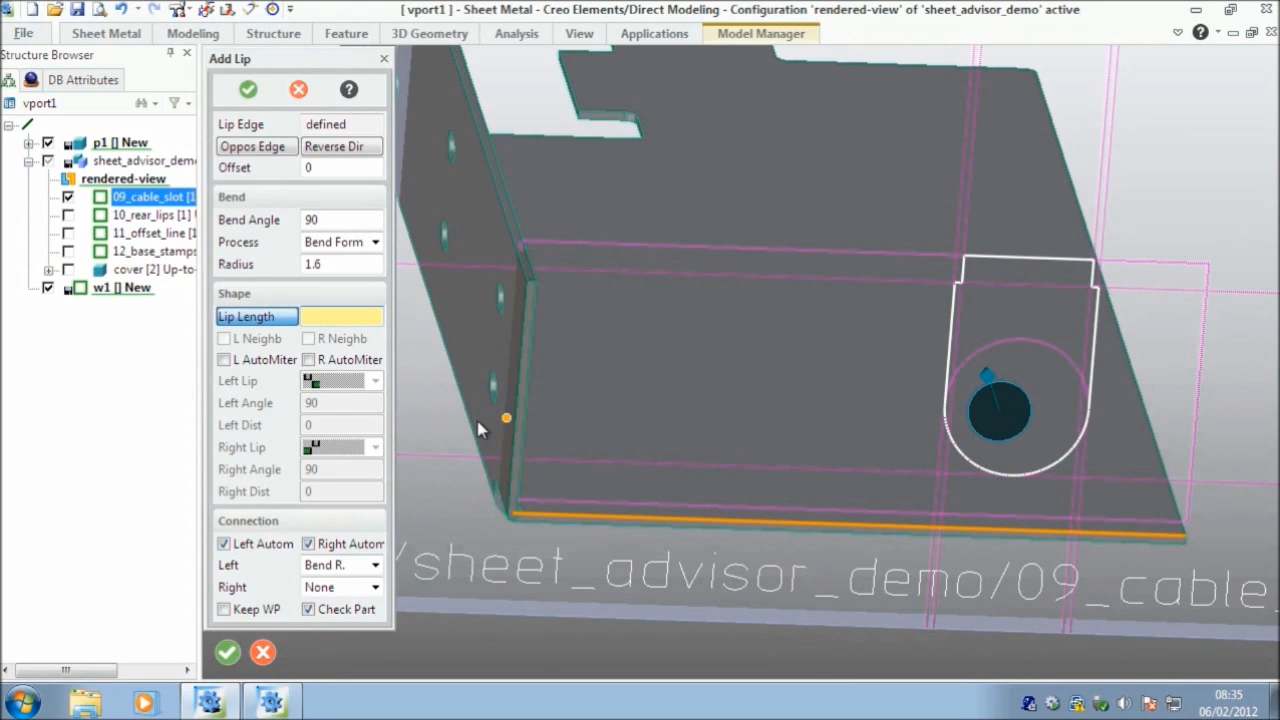 [ vport1 ] - Sheet Metal - Creo Elements/Direct Modeling - Configuration 'rendered-view' of 'sheet_advisor_demo' active
File Sheet Metal Modeling Structure Feature 3D Geometry Analysis View Applications Model Manager
Structure Browser
DB Attributes
vport1
p1 [] New
sheet_advisor_demo
rendered-view
09_cable_slot [1
10_rear_lips [1]
11_offset_line [1
12_base_stamps
cover [2] Up-to-
w1 [] New
Add Lip
Lip Edge defined
Oppos Edge Reverse Dir
Offset 0
Bend
Bend Angle 90
Process Bend Form
Radius 1.6
Shape
Lip Length
L Neighb R Neighb
L AutoMiter R AutoMiter
Left Lip
Left Angle 90
Left Dist 0
Right Lip
Right Angle 90
Right Dist 0
Connection
Left Autom Right Autom
Left Bend R.
Right None
Keep WP Check Part
/sheet_advisor_demo/09_cable_
08:35
06/02/2012